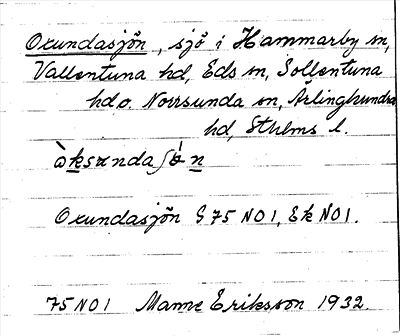 Oxundasjön, sjö i Hammarby sn,
Vallentuna hd, Eds sn, Sollentuna
hd o. Norrsunda sn, Ärlinghundra
hd, Sthlms l.
Oxundasjön G 75 NO1, Ek NO1.
75 NO1 Manne Eriksson 1932.